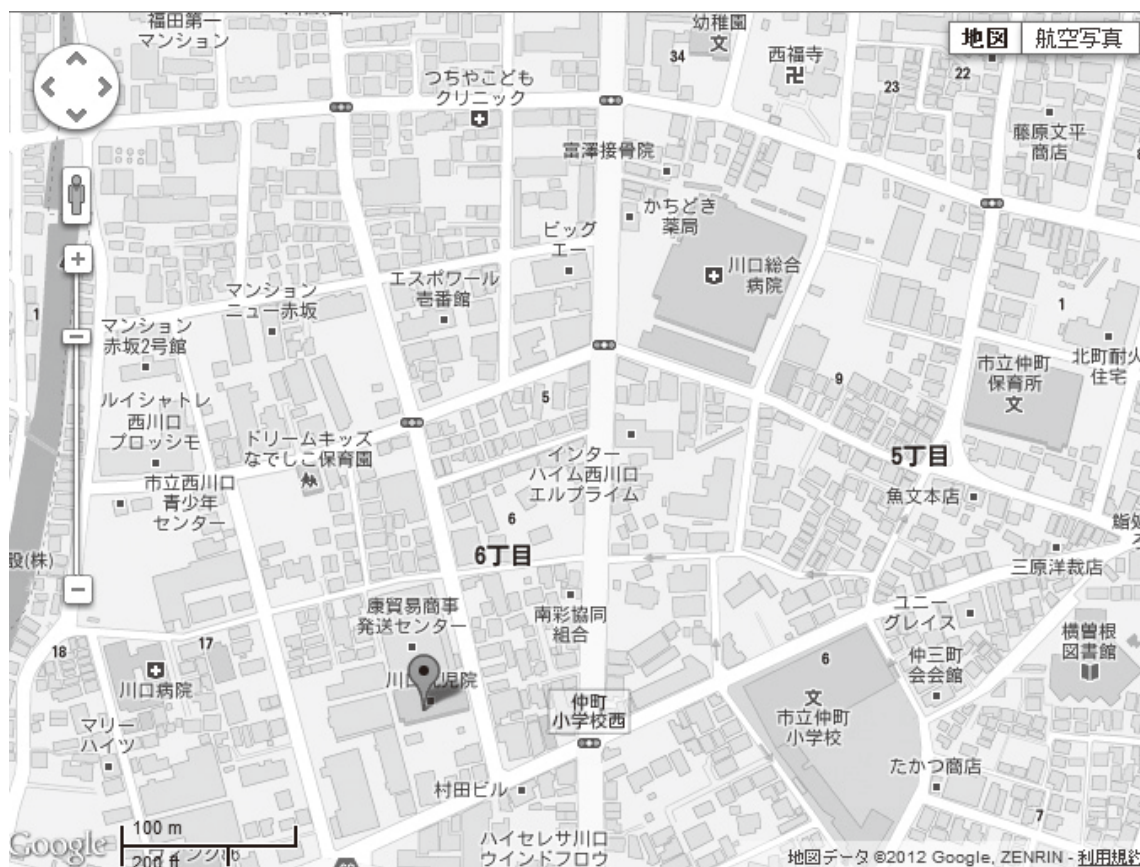 福田第一
マンション
幼稚園
34
西福寺
22
23
地図
航空写真
つちやこども
クリニック
藤原文平
商店
富澤接骨院
かちどき
薬局
ビッグ
エー
川口総合
病院
エスポワール
壱番館
マンション
ニュー赤坂
1
1
マンション
赤坂2号館
北町耐火
住宅
市立仲町
保育所
9
5
ルイシャトレ
西川口
プロッシモ
ドリームキッズ
なでしこ保育園
インター
ハイム西川口
エルプライム
5丁目
魚文本店
市立西川口
青少年
センター
6
6丁目
設(株)
三原洋裁店
康貿易商事
発送センター
南彩協同
組合
ユニー
グレイス
横曽根
図書館
17
18
6
仲三町
会会館
川口病院
仲町
小学校西
市立仲町
小学校
マリー
ハイツ
たかつ商店
村田ビル
7
100 m
200 ft
Google
ハイセレサ川口
ウインドフロウ
地図データ ©2012 Google, ZENRIN - 利用規約